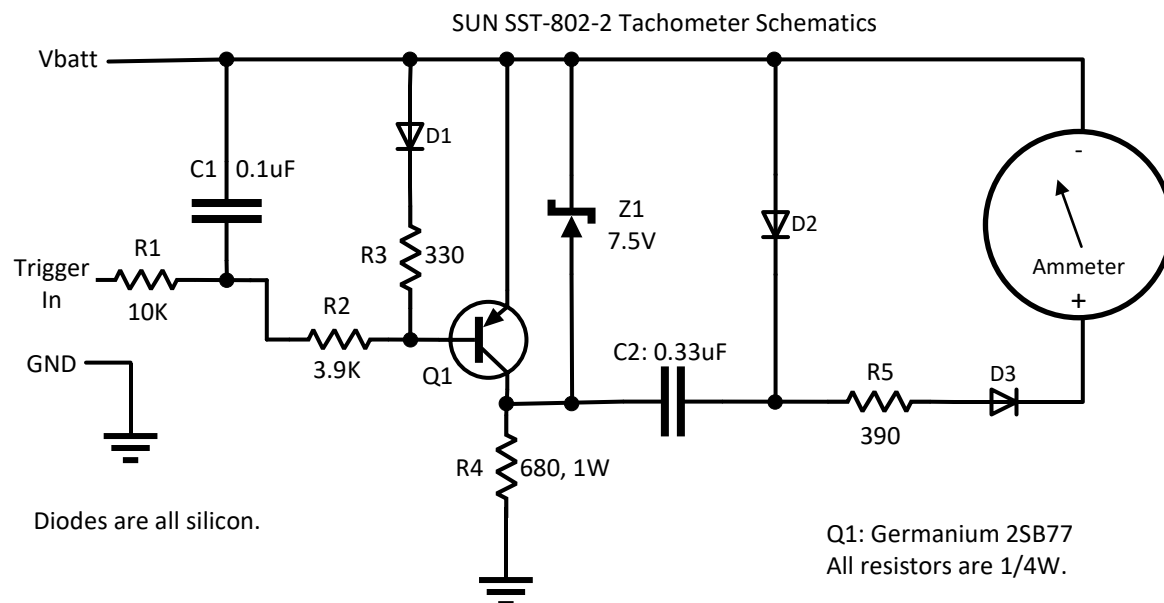 SUN SST-802-2 Tachometer Schematics
Vbatt
D1
C1
0.1uF
-
Z1
7.5V
D2
R1
R3
330
Trigger
In
Ammeter
10K
R2
+
C2: 0.33uF
GND
3.9K
Q1
R5
D3
390
R4
680, 1W
Diodes are all silicon.
Q1: Germanium 2SB77
All resistors are 1/4W.